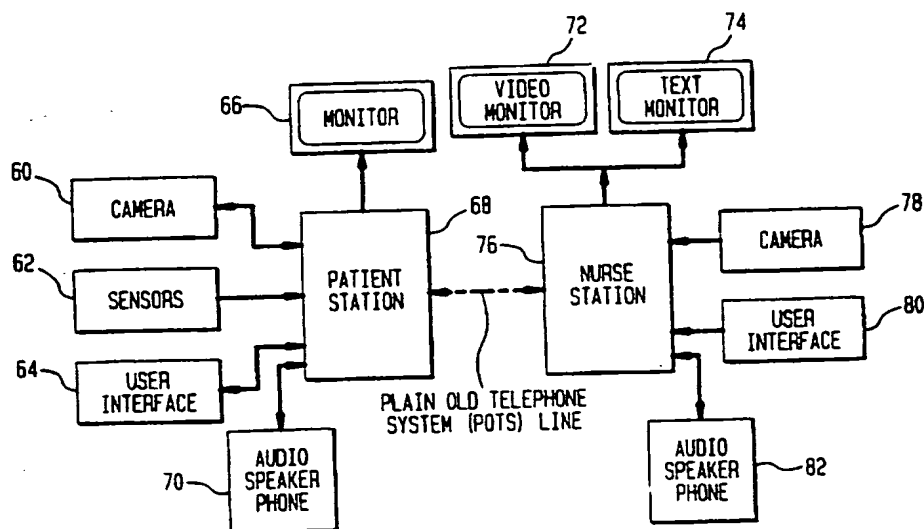 72
74
66
MONITOR
VIDEO
MONITOR
TEXT
MONITOR
60
CAMERA
68
76
78
CAMERA
62
SENSORS
PATIENT
STATION
NURSE
STATION
80
USER
INTERFACE
64
USER
INTERFACE
PLAIN OLD TELEPHONE
SYSTEM (POTS) LINE
70
AUDIO
SPEAKER
PHONE
AUDIO
SPEAKER
PHONE
82